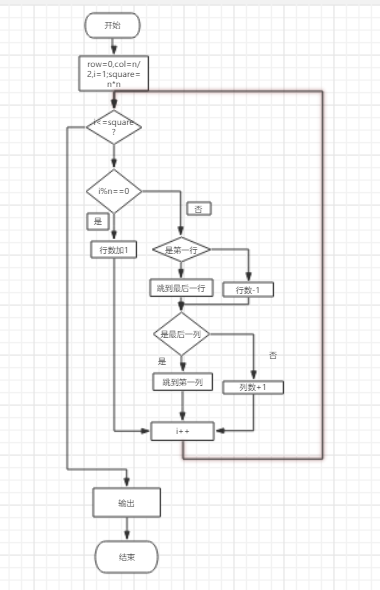 开始
row=0,col=n/
2,i=1;square=
n*n
i<=square
?
i%n==0
否
是
行数加1
是第一行
跳到最后一行
行数-1
是最后一列
是
否
跳到第一列
列数+1
i++
输出
结束